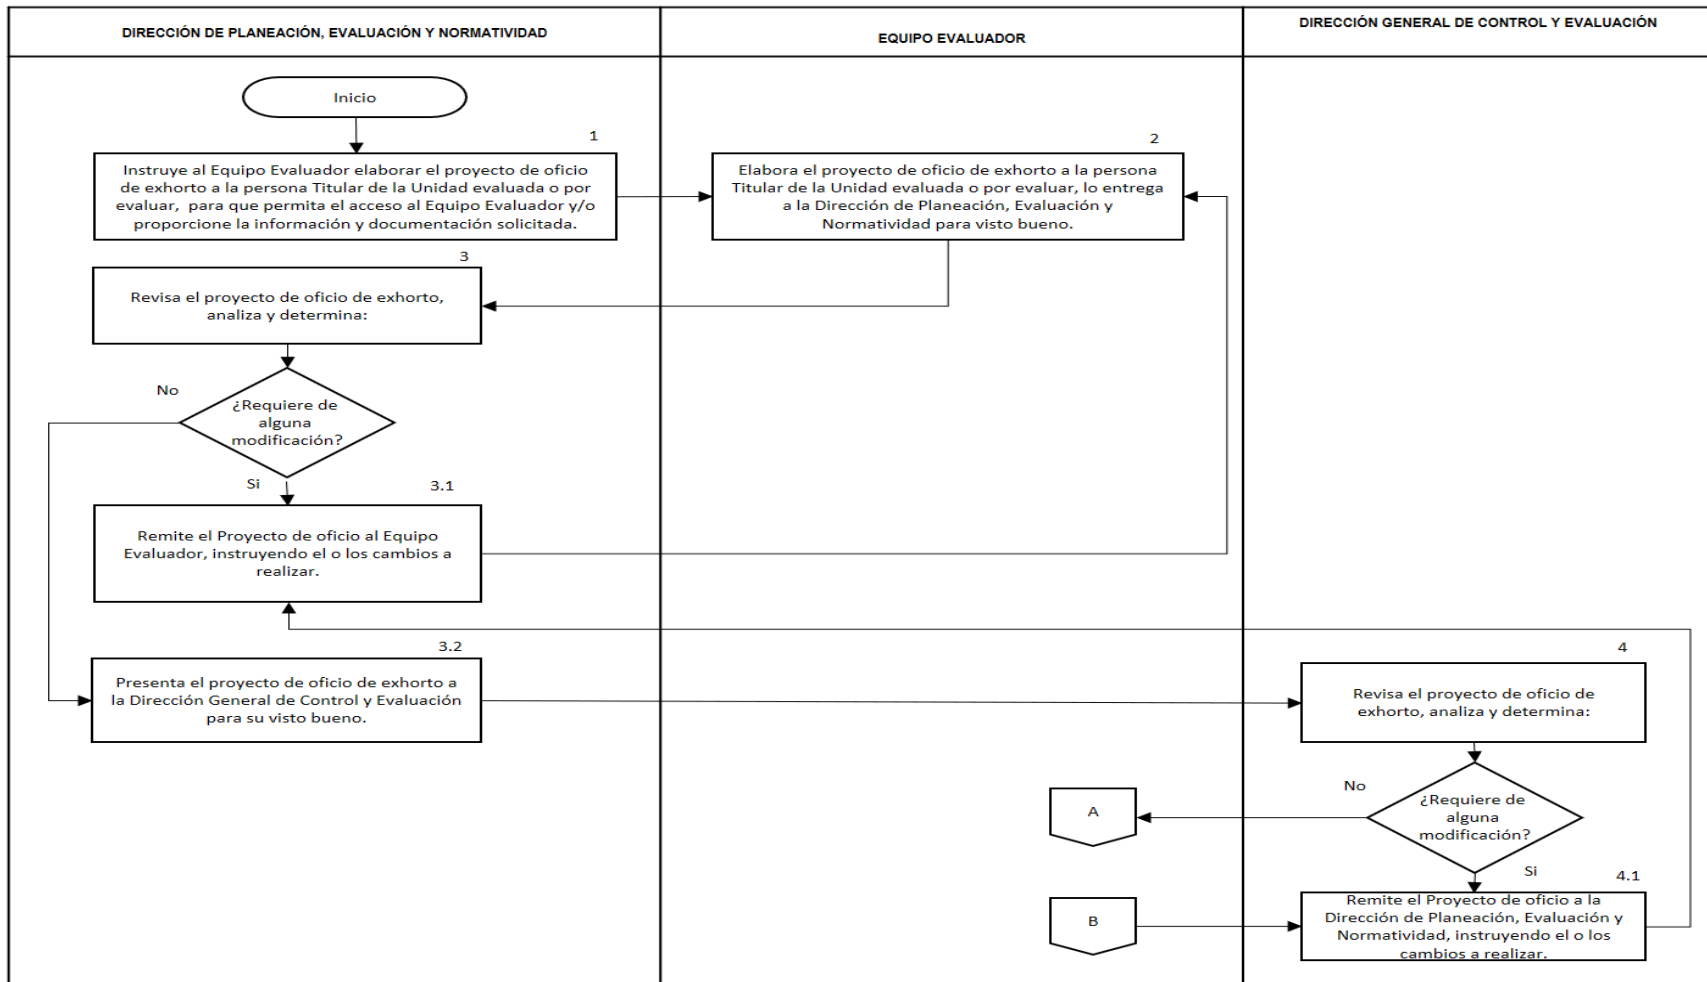 DIRECCIÓN DE PLANEACIÓN, EVALUACIÓN Y NORMATIVIDAD
EQUIPO EVALUADOR
DIRECCIÓN GENERAL DE CONTROL Y EVALUACIÓN
Inicio
1
Instruye al Equipo Evaluador elaborar el proyecto de oficio
de exhorto a la persona Titular de la Unidad evaluada o por
evaluar, para que permita el acceso al Equipo Evaluador y/o
proporcione la información y documentación solicitada.
2
Elabora el proyecto de oficio de exhorto a la persona
Titular de la Unidad evaluada o por evaluar, lo entrega
a la Dirección de Planeación, Evaluación y
Normatividad para visto bueno.
3
Revisa el proyecto de oficio de exhorto,
analiza y determina:
No
¿Requiere de
alguna
modificación?
Si
3.1
Remite el Proyecto de oficio al Equipo
Evaluador, instruyendo el o los cambios a
realizar.
3.2
Presenta el proyecto de oficio de exhorto a
la Dirección General de Control y Evaluación
para su visto bueno.
4
Revisa el proyecto de oficio de
exhorto, analiza y determina:
No
¿Requiere de
alguna
modificación?
A
Si
4.1
B
Remite el Proyecto de oficio a la
Dirección de Planeación, Evaluación y
Normatividad, instruyendo el o los
cambios a realizar.